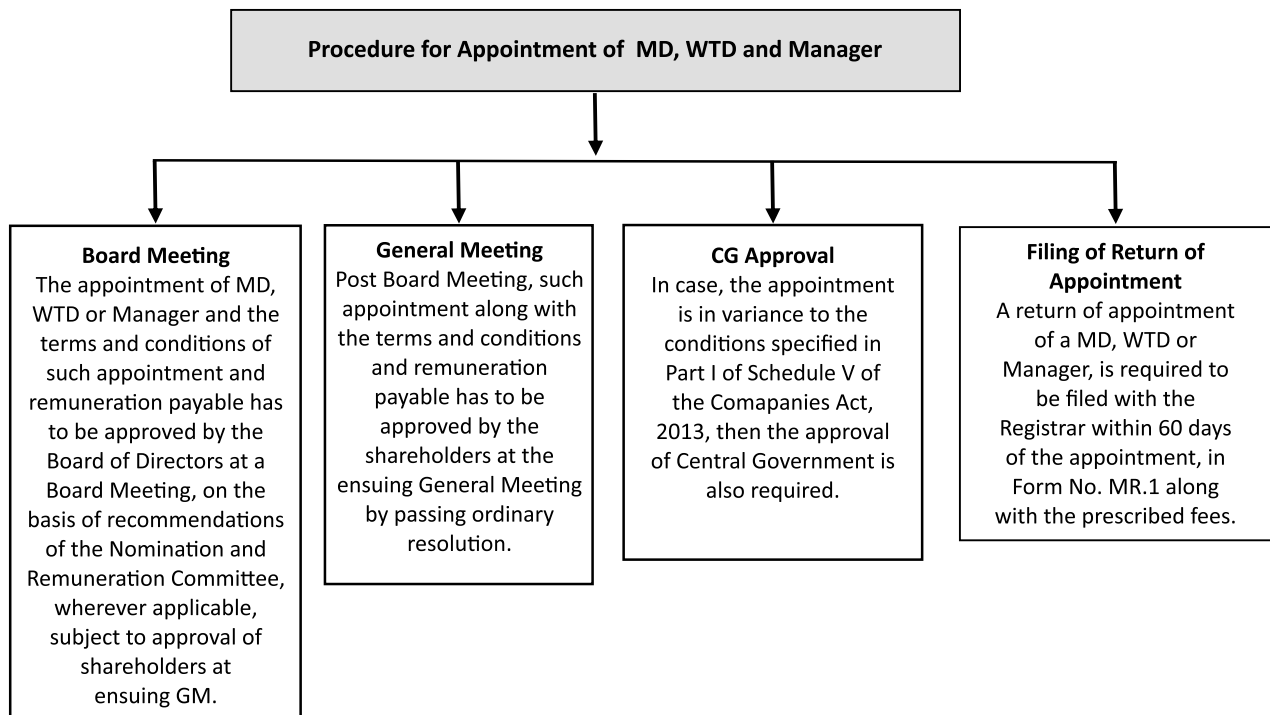 Procedure for Appointment of  MD, WTD and Manager
Board Meeting
The appointment of MD,
WTD or Manager and the
terms and conditions of
such appointment and
remuneration payable has
to be approved by the
Board of Directors at a
Board Meeting, on the
basis of recommendations
of the Nomination and
Remuneration Committee,
wherever applicable,
subject to approval of
shareholders at
ensuing GM.
General Meeting
Post Board Meeting, such
appointment along with
the terms and conditions
and remuneration
payable has to be
approved by the
shareholders at the
ensuing General Meeting
by passing ordinary
resolution.
CG Approval
In case, the appointment
is in variance to the
conditions specified in
Part I of Schedule V of
the Comapanies Act,
2013, then the approval
of Central Government is
also required.
Filing of Return of
Appointment
A return of appointment
of a MD, WTD or
Manager, is required to
be filed with the
Registrar within 60 days
of the appointment, in
Form No. MR.1 along
with the prescribed fees.